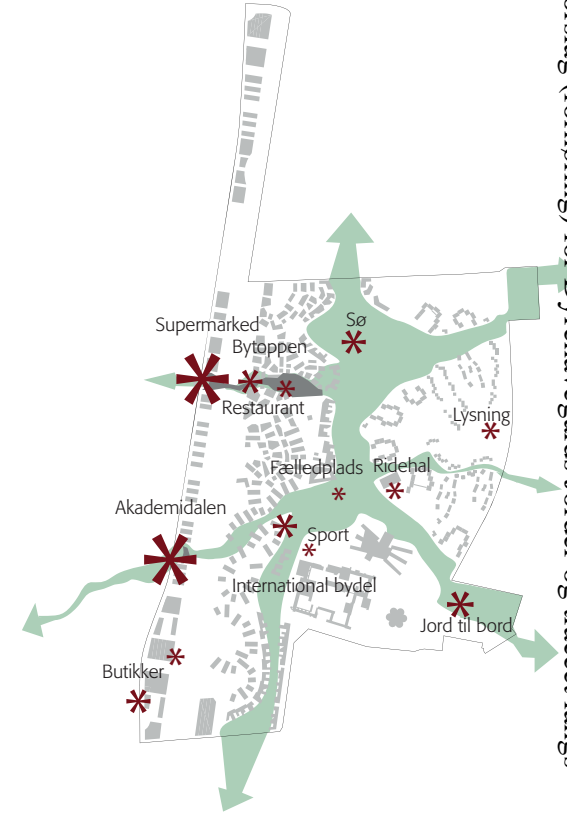 Supermarked
Sø
Bytoppen
Restaurant
Lysning
Fælledplads
Ridehal
Akademidalen
Sport
International bydel
Jord til bord
Butikker